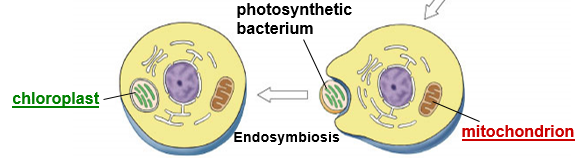 photosynthetic
bacterium
chloroplast
Endosymbiosis
mitochondrion